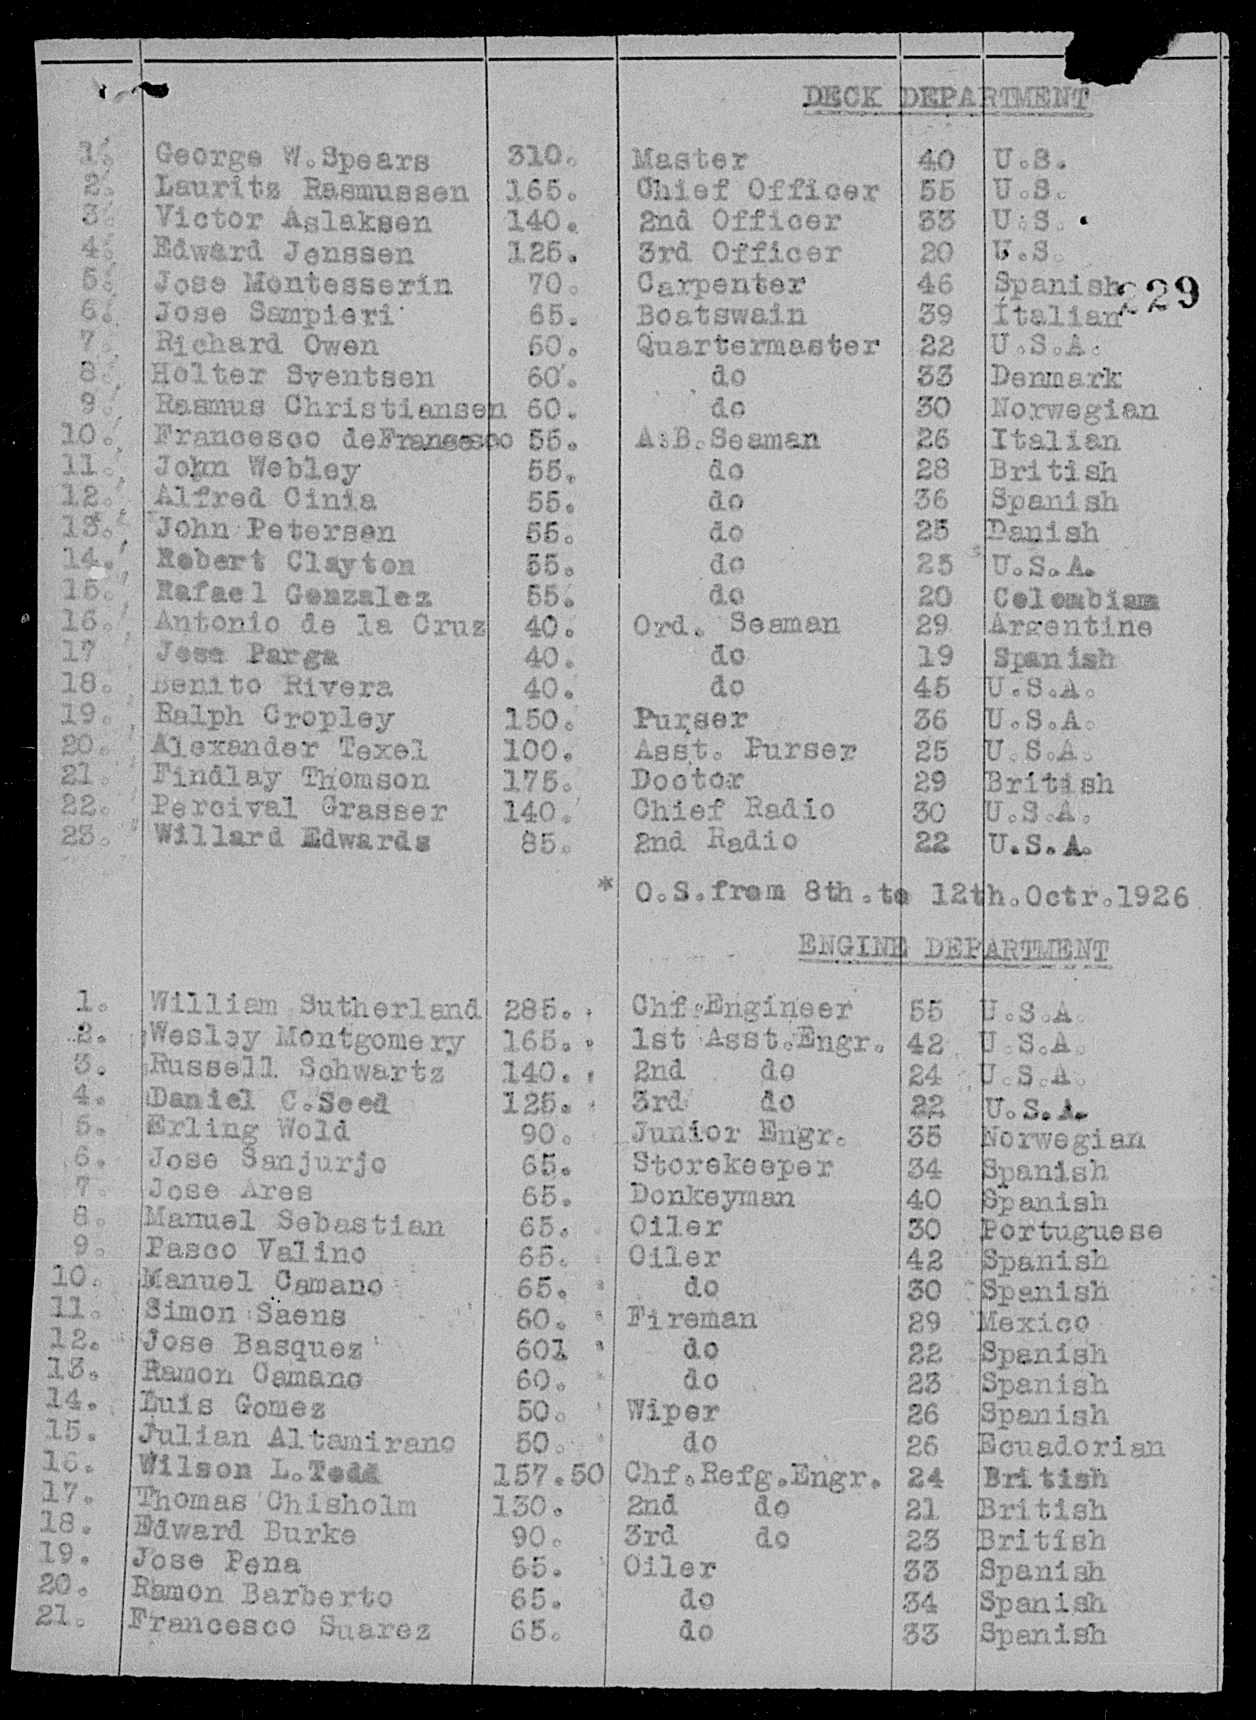 DECK DEPARTMENT
1. George W.Spears 310. Master 40 U.S.
2. Lauritz Rasmussen 165. Chief Officer 55 U.S.
3. Victor Aslaksen 140. 2nd Officer 33 U.S.
4. Edward Jenssen 125. 3rd Officer 20 U.S.
5. Jose Montesserin 70. Carpenter 46 Spanish
229
6. Jose Sampieri 65. Boatswain 39 Italian
7. Richard Owen 60. Quartermaster 22 U.S.A.
8. Holter Sventsen 60. do 33 Denmark
9. Rasmus Christiansen 60. do 30 Norwegian
10. Francesco deFransesco 55. A.B.Seaman 26 Italian
11. John Webley 55. do 28 British
12. Alfred Cinia 55. do 36 Spanish
13. John Petersen 55. do 25 Danish
14. Robert Clayton 55. do 25 U.S.A.
15. Rafael Gonzalez 55. do 20 Colombian
16. Antonio de la Cruz 40. Ord. Seaman 29 Argentine
17 Jose Parga 40. do 19 Spanish
18. Benito Rivera 40. do 45 U.S.A.
19. Ralph Cropley 150. Purser 36 U.S.A.
20. Alexander Texel 100. Asst. Purser 25 U.S.A.
21. Findlay Thomson 175. Doctor 29 British
22. Percival Grasser 140. Chief Radio 30 U.S.A.
23. Willard Edwards 85. 2nd Radio 22 U.S.A.
* O.S.from 8th.to 12th.Octr.1926
ENGINE DEPARTMENT
1. William Sutherland 285. Chf.Engineer 55 U.S.A.
2. Wesley Montgomery 165. 1st Asst.Engr. 42 U.S.A.
3. Russell Schwartz 140. 2nd do 24 U.S.A.
4. Daniel C.Seed 125. 3rd do 22 U.S.A.
5. Erling Wold 90. Junior Engr. 35 Norwegian
6. Jose Sanjurjo 65. Storekeeper 34 Spanish
7. Jose Ares 65. Donkeyman 40 Spanish
8. Manuel Sebastian 65. Oiler 30 Portuguese
9. Pasco Valino 65. Oiler 42 Spanish
10. Manuel Camano 65. do 30 Spanish
11. Simon Saens 60. Fireman 29 Mexico
12. Jose Basquez 601 do 22 Spanish
13. Ramon Camano 60. do 23 Spanish
14. Luis Gomez 50. Wiper 26 Spanish
15. Julian Altamirano 50. do 26 Ecuadorian
16. Wilson L.Todd 157.50 Chf.Refg.Engr. 24 British
17. Thomas Chisholm 130. 2nd do 21 British
18. Edward Burke 90. 3rd do 23 British
19. Jose Pena 65. Oiler 33 Spanish
20. Ramon Barberto 65. do 34 Spanish
21. Francesco Suarez 65. do 33 Spanish